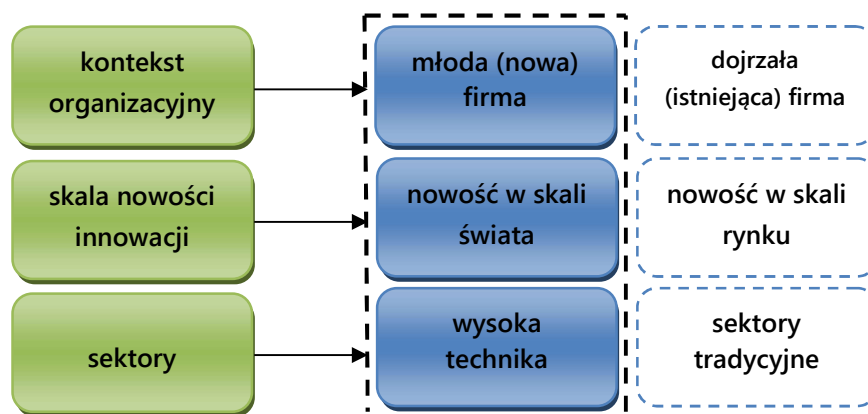 kontekst
organizacyjny
młoda (nowa)
firma
dojrzała
(istniejąca) firma
skala nowości
innowacji
nowość w skali
świata
nowość w skali
rynku
sektory
wysoka
technika
sektory
tradycyjne